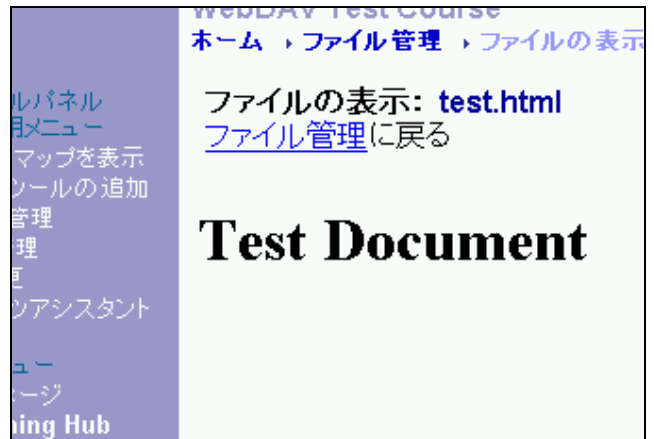 WebDAV Test Course
ホーム › ファイル管理 › ファイルの表示
ファイルの表示: test.html
ファイル管理に戻る
Test Document
ルパネル
用メニュー
マップを表示
ツールの追加
管理
理
更
ツアシスタント
ュー
ページ
ning Hub